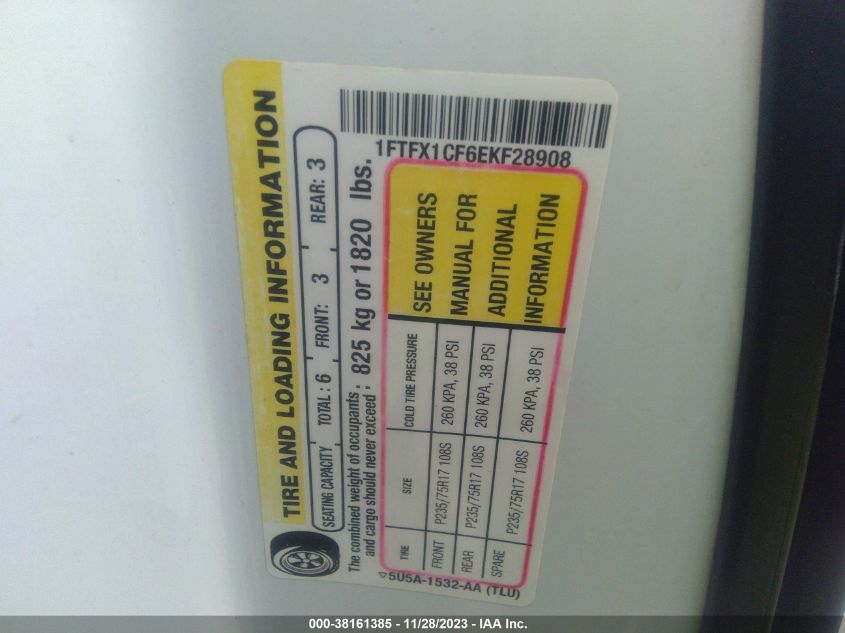 TIRE AND LOADING INFORMATION
SEATING CAPACITY TOTAL : 6 FRONT: 3 REAR: 3
The combined weight of occupants
and cargo should never exceed : 825 kg or 1820 lbs.
1FTFX1CF6EKF28908
TIRE SIZE COLD TIRE PRESSURE SEE OWNERS
FRONT P235/75R17 108S 260 KPA, 38 PSI MANUAL FOR
REAR P235/75R17 108S 260 KPA, 38 PSI ADDITIONAL
SPARE P235/75R17 108S 260 KPA, 38 PSI INFORMATION
5U5A-1532-AA (TLU)
000-38161385 - 11/28/2023 - IAA Inc.